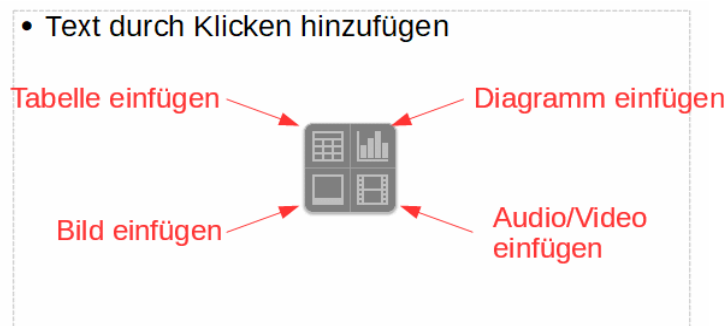 • Text durch Klicken hinzufügen
Tabelle einfügen
Diagramm einfügen
Bild einfügen
Audio/Video
einfügen